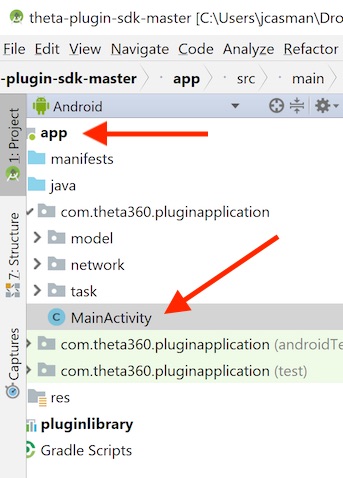 theta-plugin-sdk-master [C:\Users\jcasman\Dro
File Edit View Navigate Code Analyze Refactor
-plugin-sdk-master app src main
Android
1: Project
app
manifests
java
com.theta360.pluginapplication
model
network
task
MainActivity
com.theta360.pluginapplication (androidTe
com.theta360.pluginapplication (test)
res
pluginlibrary
Gradle Scripts
7: Structure
Captures